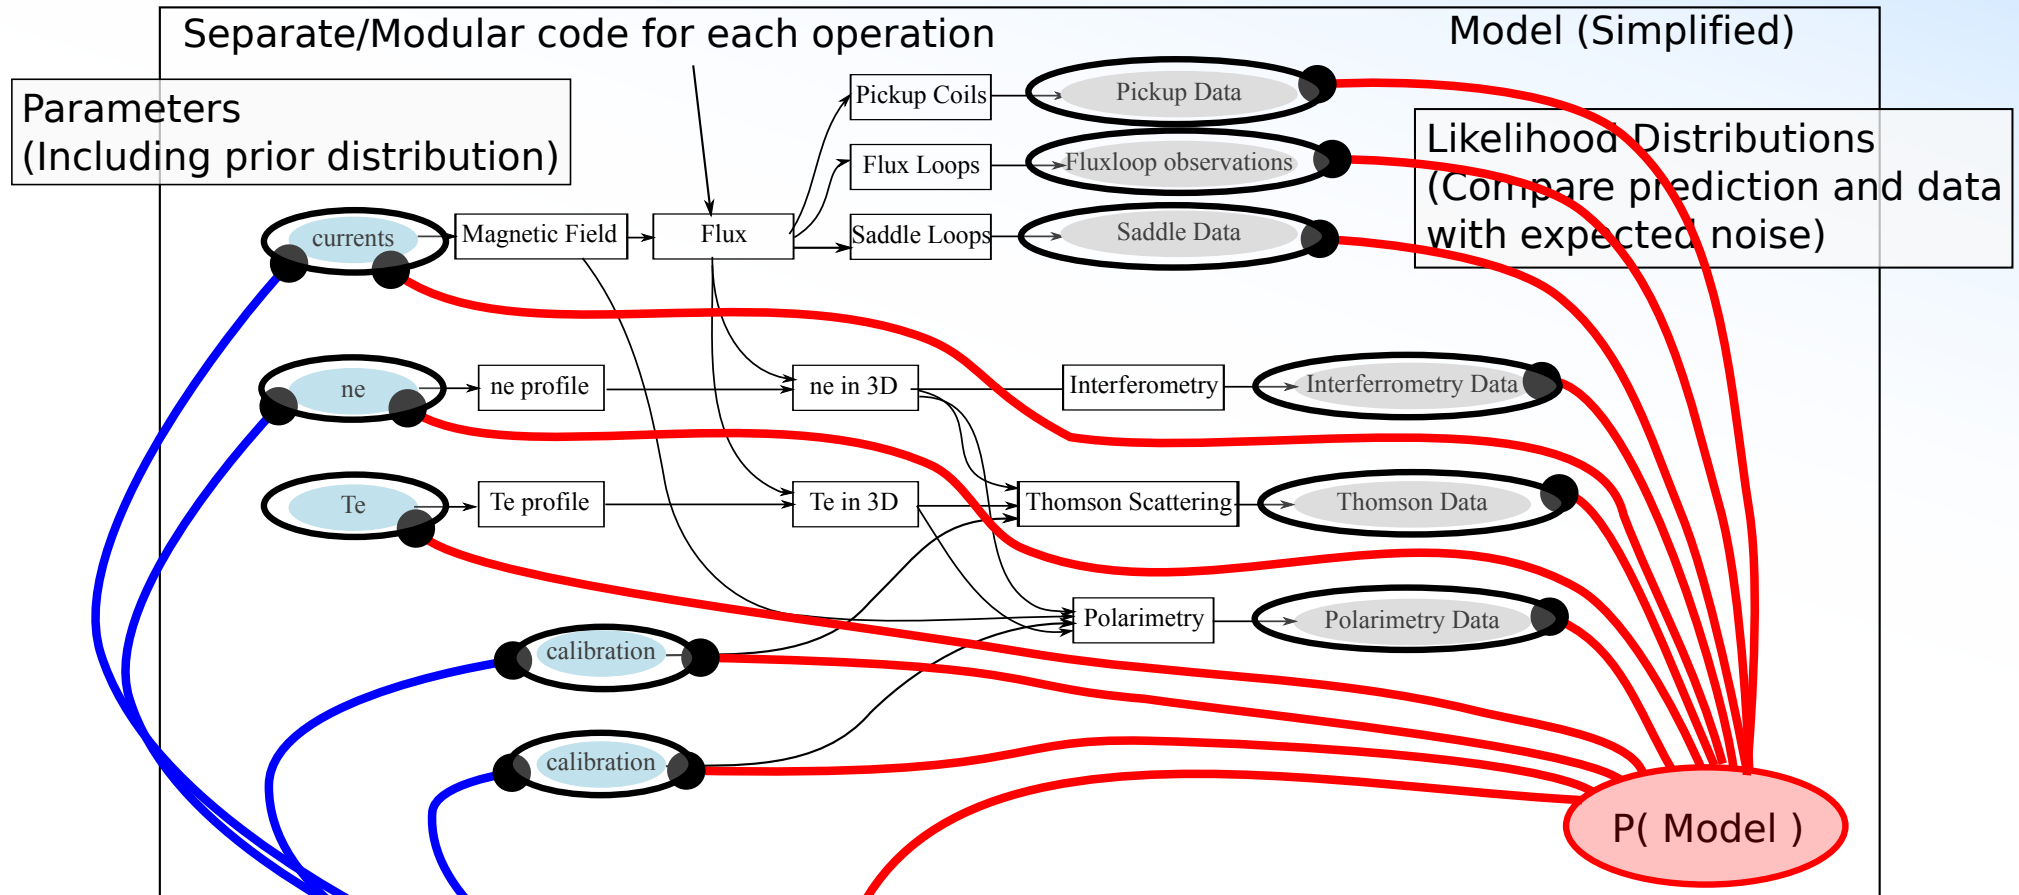 Separate/Modular code for each operation
Model (Simplified)
Parameters
(Including prior distribution)
Likelihood Distributions
(Compare prediction and data
with expected noise)
Pickup Coils
Pickup Data
Flux Loops
Fluxloop observations
currents
Magnetic Field
Flux
Saddle Loops
Saddle Data
ne
ne profile
ne in 3D
Interferometry
Interferrometry Data
Te
Te profile
Te in 3D
Thomson Scattering
Thomson Data
Polarimetry
Polarimetry Data
calibration
calibration
P( Model )